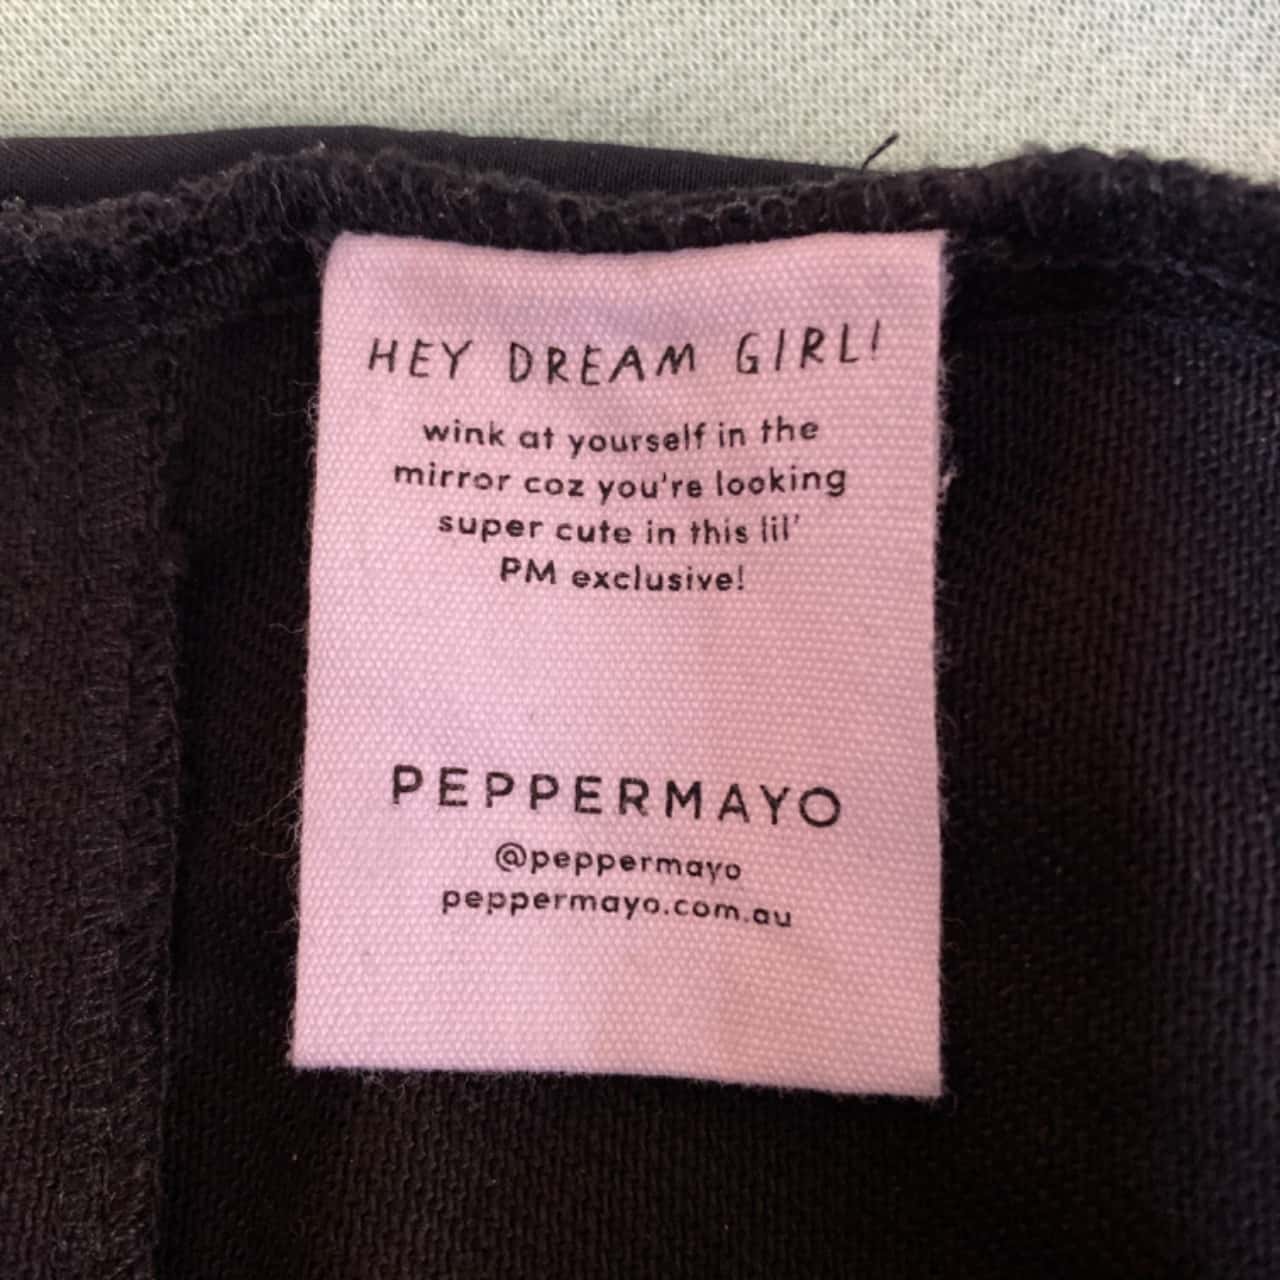 HEY DREAM GIRL!
wink at yourself in the
mirror coz you're looking
super cute in this lil'
PM exclusive!
PEPPERMAYO
@peppermayo
peppermayo.com.au